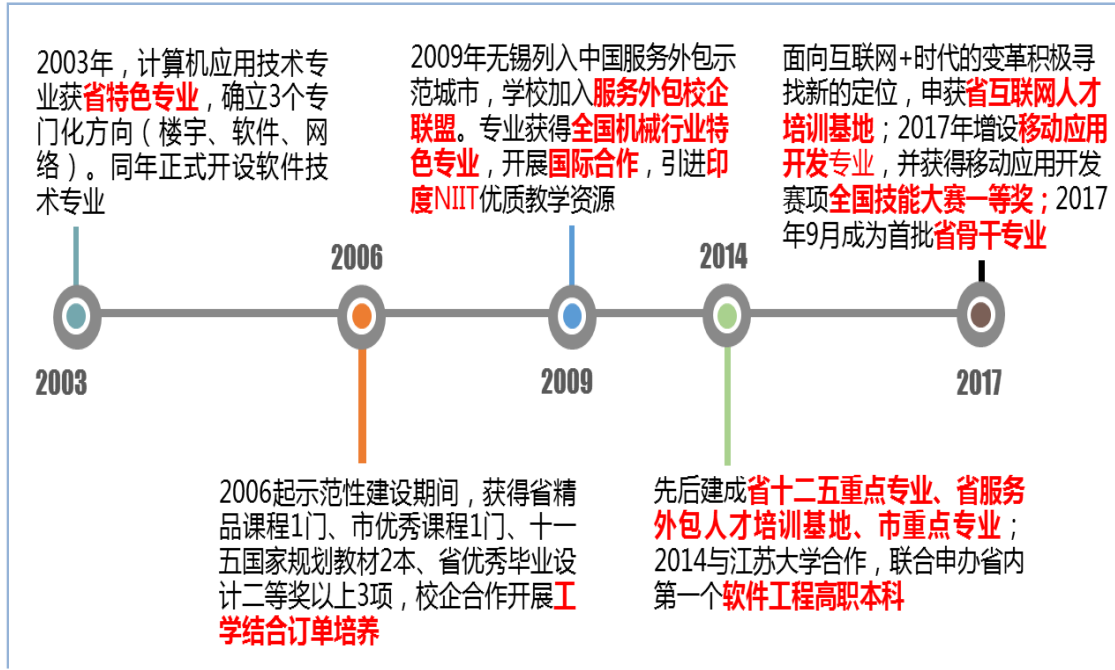 2003年，计算机应用技术专
业获省特色专业，确立3个专
门化方向（楼宇、软件、网
络）。同年正式开设软件技
术专业
2009年无锡列入中国服务外包示
范城市，学校加入服务外包校企
联盟。专业获得全国机械行业特
色专业，开展国际合作，引进印
度NIIT优质教学资源
面向互联网+时代的变革积极寻
找新的定位，申获省互联网人才
培训基地；2017年增设移动应用
开发专业，并获得移动应用开发
赛项全国技能大赛一等奖；2017
年9月成为首批省骨干专业
2006
2014
2003
2009
2017
2006起示范性建设期间，获得省精
品课程1门、市优秀课程1门、十一
五国家规划教材2本、省优秀毕业设
计二等奖以上3项，校企合作开展工
学结合订单培养
先后建成省十二五重点专业、省服务
外包人才培训基地、市重点专业；
2014与江苏大学合作，联合申办省内
第一个软件工程高职本科